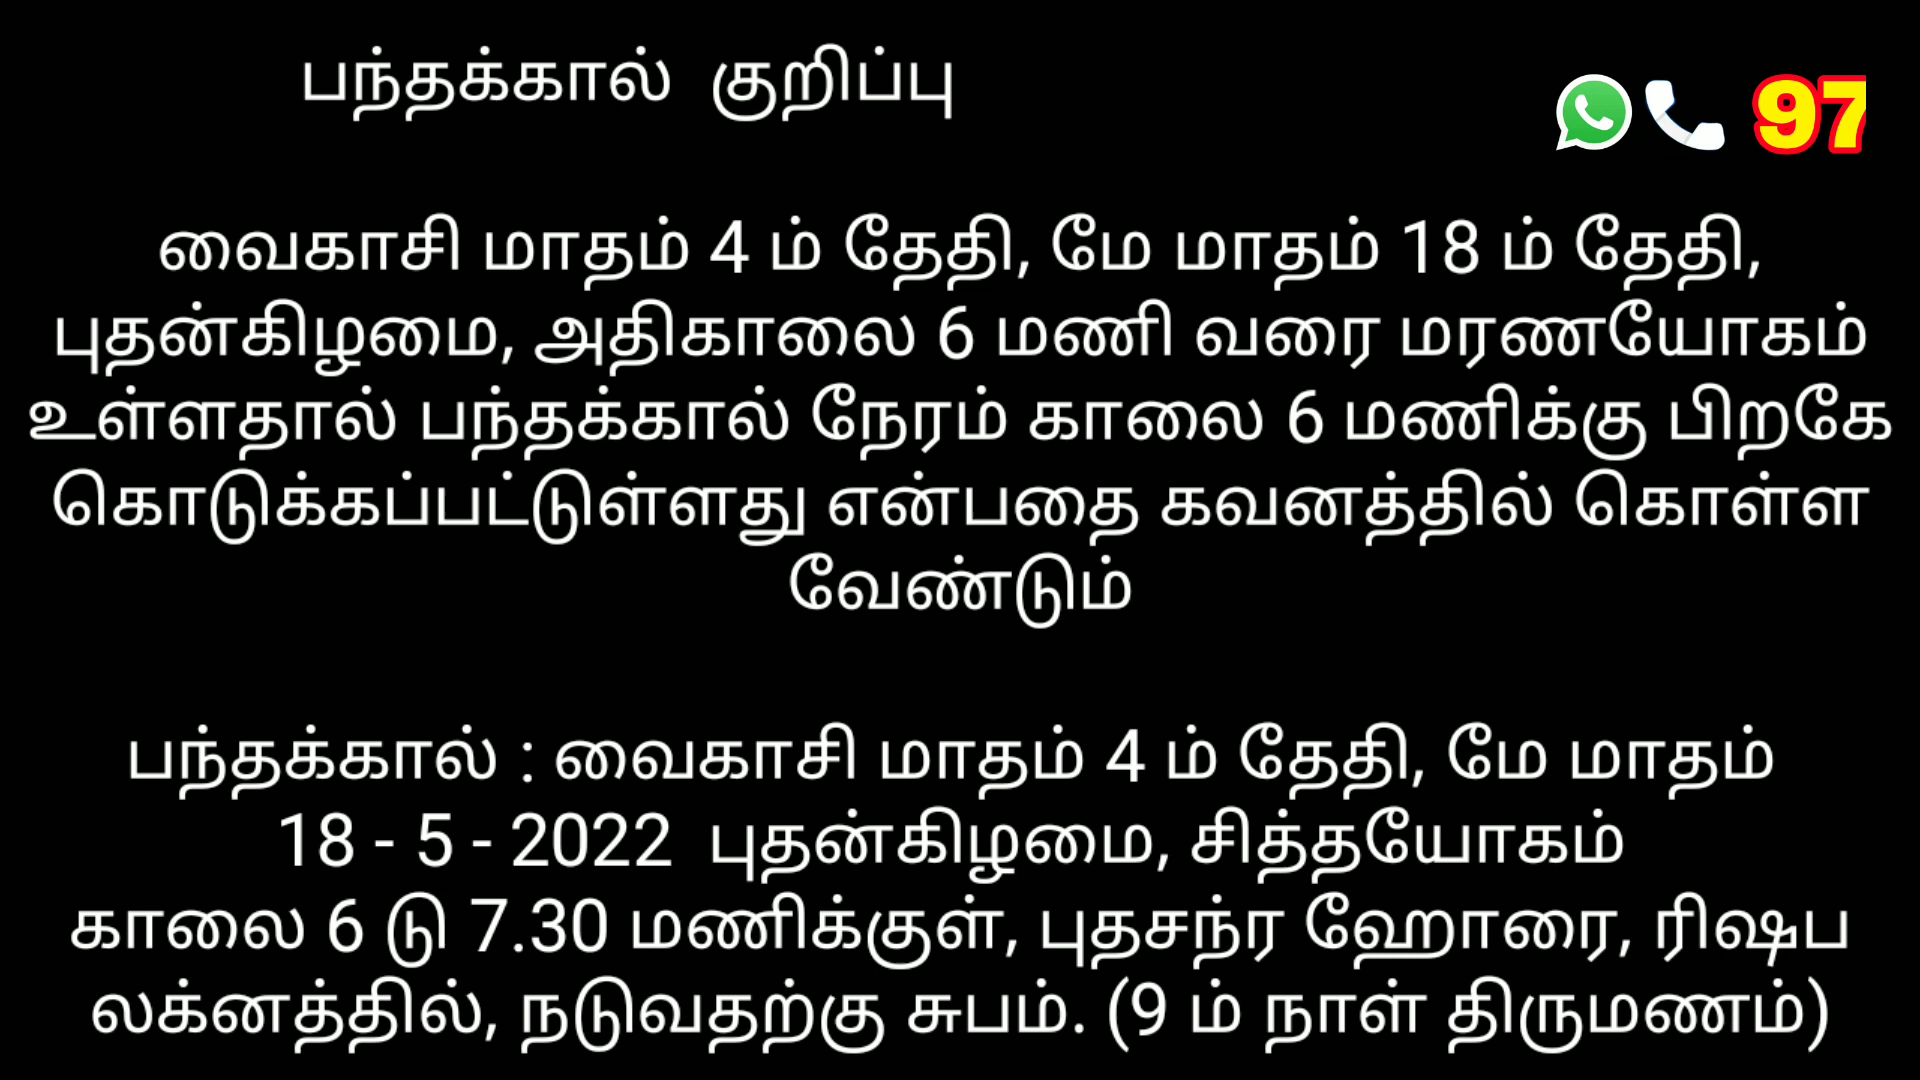 பந்தக்கால்  குறிப்பு
97
வைகாசி மாதம் 4 ம் தேதி, மே மாதம் 18 ம் தேதி,
புதன்கிழமை, அதிகாலை 6 மணி வரை மரணயோகம்
உள்ளதால் பந்தக்கால் நேரம் காலை 6 மணிக்கு பிறகே
கொடுக்கப்பட்டுள்ளது என்பதை கவனத்தில் கொள்ள
வேண்டும்
பந்தக்கால் : வைகாசி மாதம் 4 ம் தேதி, மே மாதம்
18 - 5 - 2022  புதன்கிழமை, சித்தயோகம்
காலை 6 டு 7.30 மணிக்குள், புதசந்ர ஹோரை, ரிஷப
லக்னத்தில், நடுவதற்கு சுபம். (9 ம் நாள் திருமணம்)